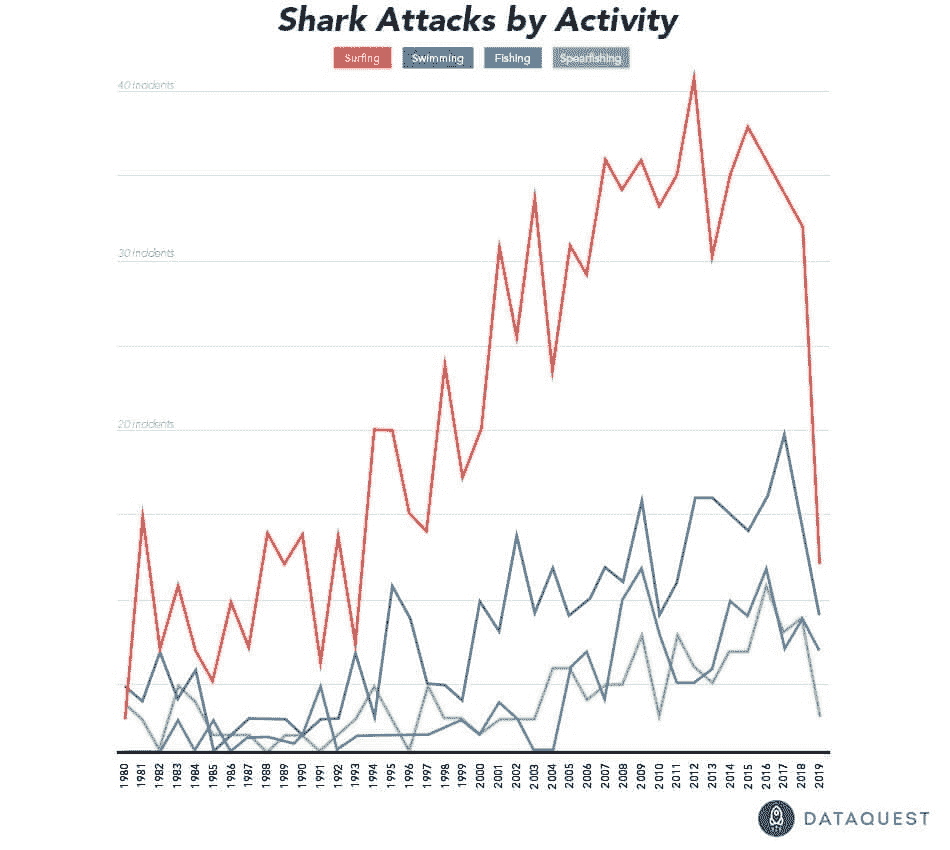 Shark Attacks by Activity
Surfing Swimming Fishing Spearfishing
40 incidents
30 incidents
20 incidents
1980 1981 1982 1983 1984 1985 1986 1987 1988 1989 1990 1991 1992 1993 1994 1995 1996 1997 1998 1999 2000 2001 2002 2003 2004 2005 2006 2007 2008 2009 2010 2011 2012 2013 2014 2015 2016 2017 2018 2019
DATAQUEST